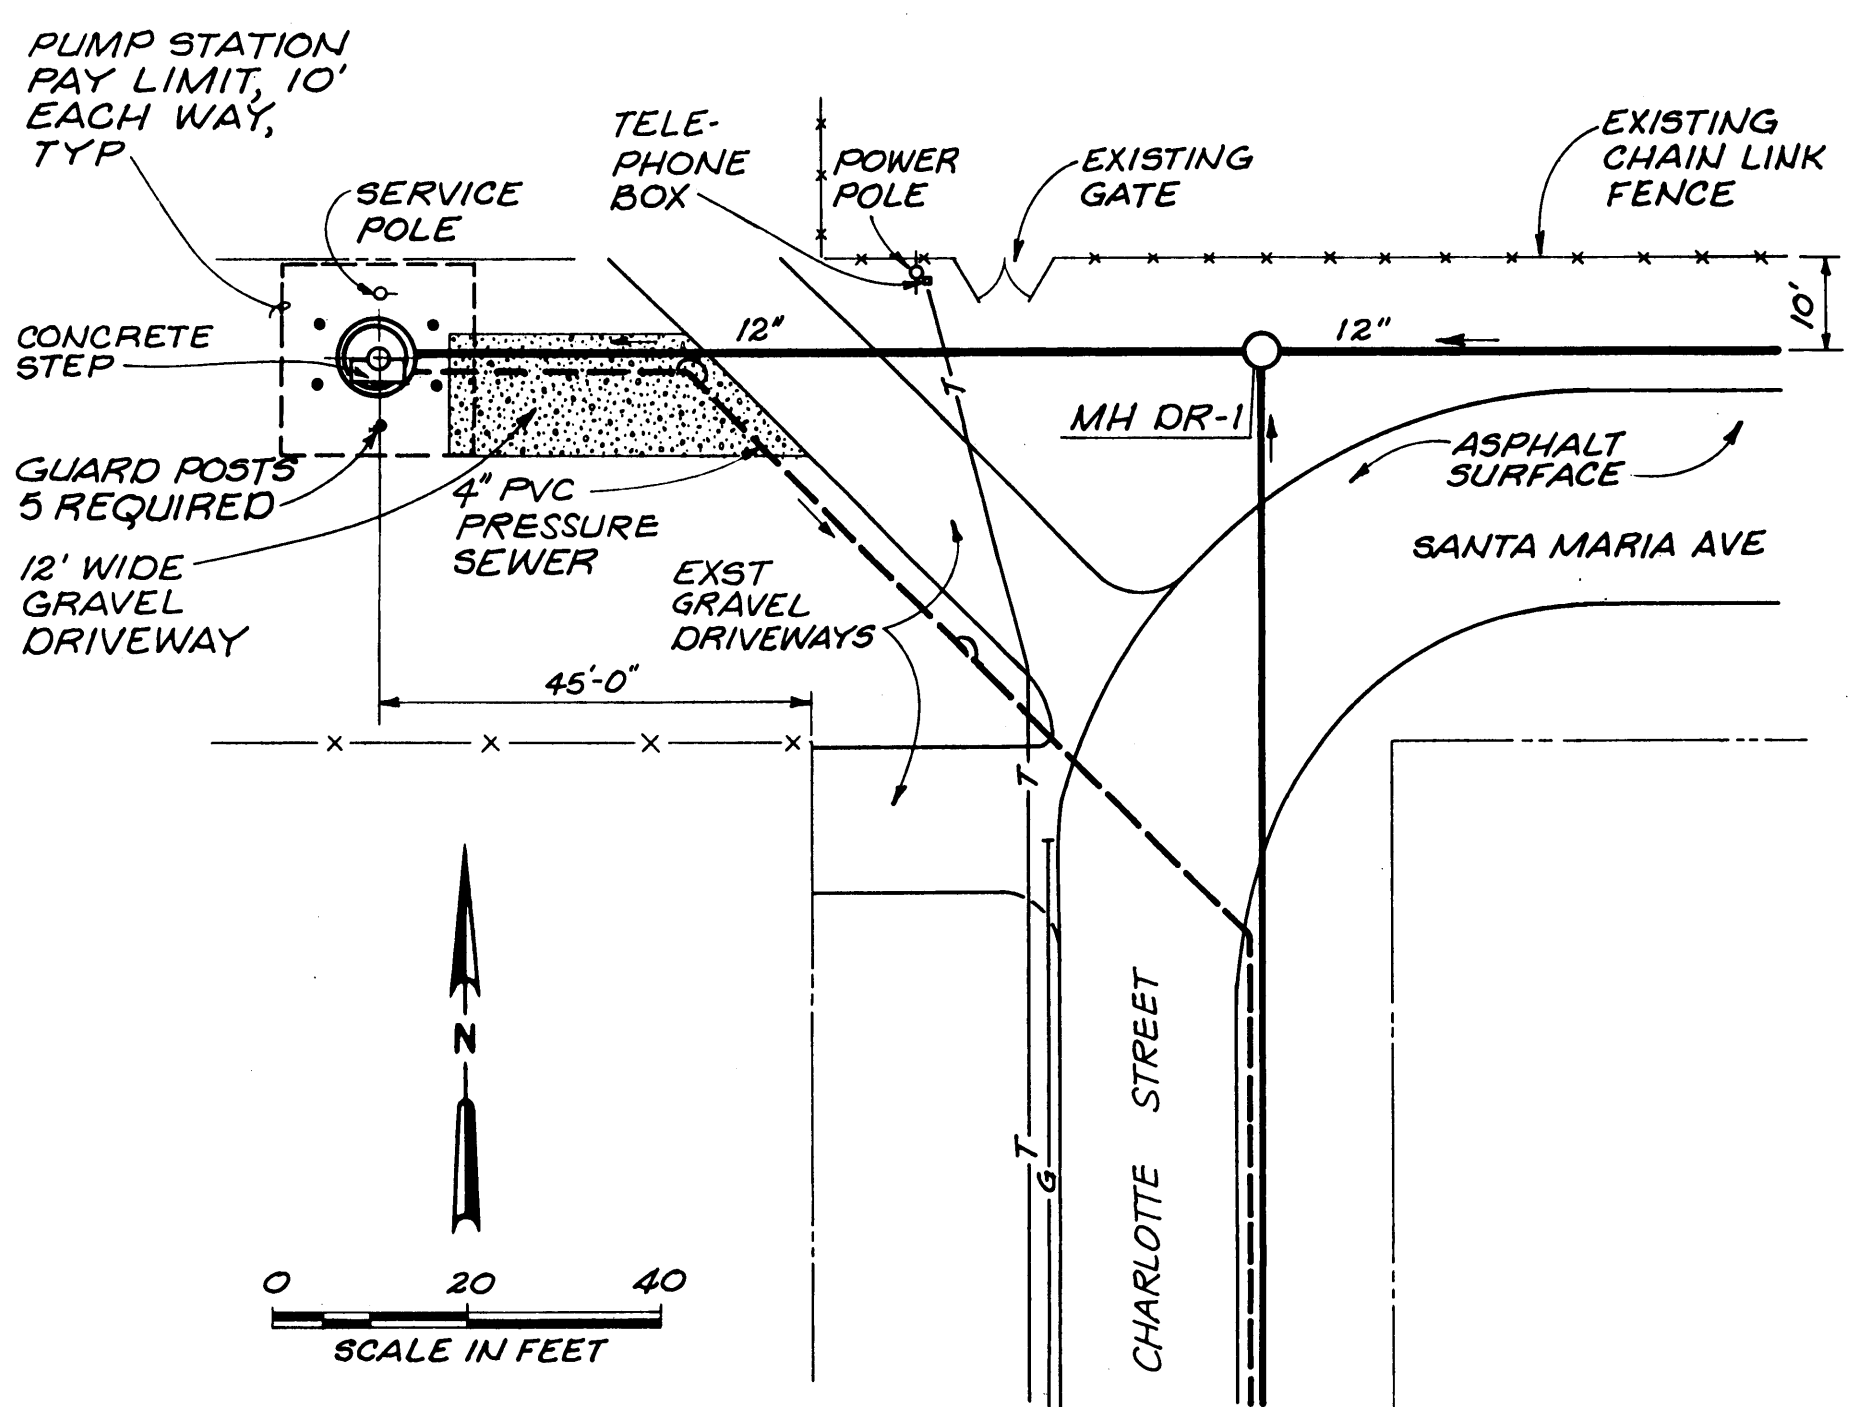 PUMP STATION
PAY LIMIT, 10'
EACH WAY,
TYP
SERVICE
POLE
TELE-
PHONE
BOX
POWER
POLE
EXISTING
GATE
EXISTING
CHAIN LINK
FENCE
10'
CONCRETE
STEP
12"
12"
MH DR-1
ASPHALT
SURFACE
GUARD POSTS
5 REQUIRED
4" PVC
PRESSURE
SEWER
12' WIDE
GRAVEL
DRIVEWAY
EXST
GRAVEL
DRIVEWAYS
SANTA MARIA AVE
45'-0"
T
T
T
G
N
CHARLOTTE STREET
0 20 40
SCALE IN FEET